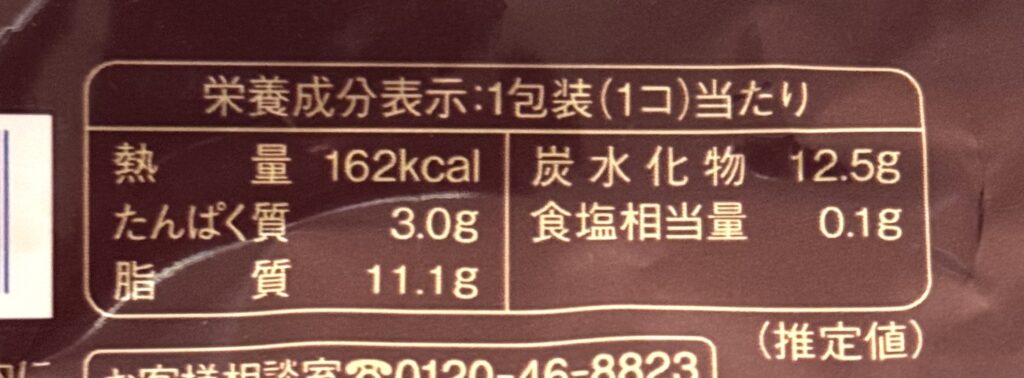 栄養成分表示:1包装(1コ)当たり
熱量 162kcal
たんぱく質 3.0g
脂質 11.1g
炭水化物 12.5g
食塩相当量 0.1g
(推定値)
お客様相談室☎0120-46-8823